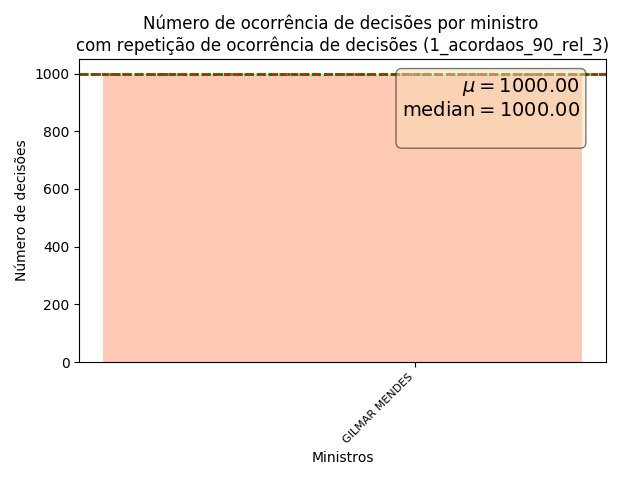 Número de ocorrência de decisões por ministro
com repetição de ocorrência de decisões (1_acordaos_90_rel_3)
μ = 1000.00
median = 1000.00
Número de decisões
1000
800
600
400
200
0
GILMAR MENDES
Ministros